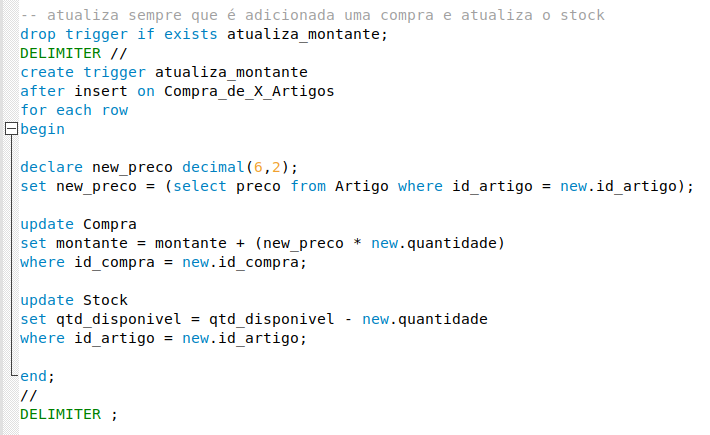 -- atualiza sempre que é adicionada uma compra e atualiza o stock
drop trigger if exists atualiza_montante;
DELIMITER //
create trigger atualiza_montante
after insert on Compra_de_X_Artigos
for each row
begin
declare new_preco decimal(6,2);
set new_preco = (select preco from Artigo where id_artigo = new.id_artigo);
update Compra
set montante = montante + (new_preco * new.quantidade)
where id_compra = new.id_compra;
update Stock
set qtd_disponivel = qtd_disponivel - new.quantidade
where id_artigo = new.id_artigo;
end;
//
DELIMITER ;